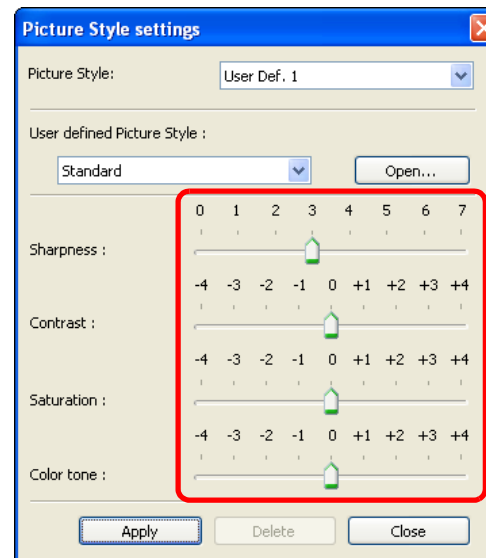 Picture Style settings
Picture Style:
User Def. 1
User defined Picture Style :
Standard
Open...
0 1 2 3 4 5 6 7
Sharpness :
-4 -3 -2 -1 0 +1 +2 +3 +4
Contrast :
-4 -3 -2 -1 0 +1 +2 +3 +4
Saturation :
-4 -3 -2 -1 0 +1 +2 +3 +4
Color tone :
Apply Delete Close